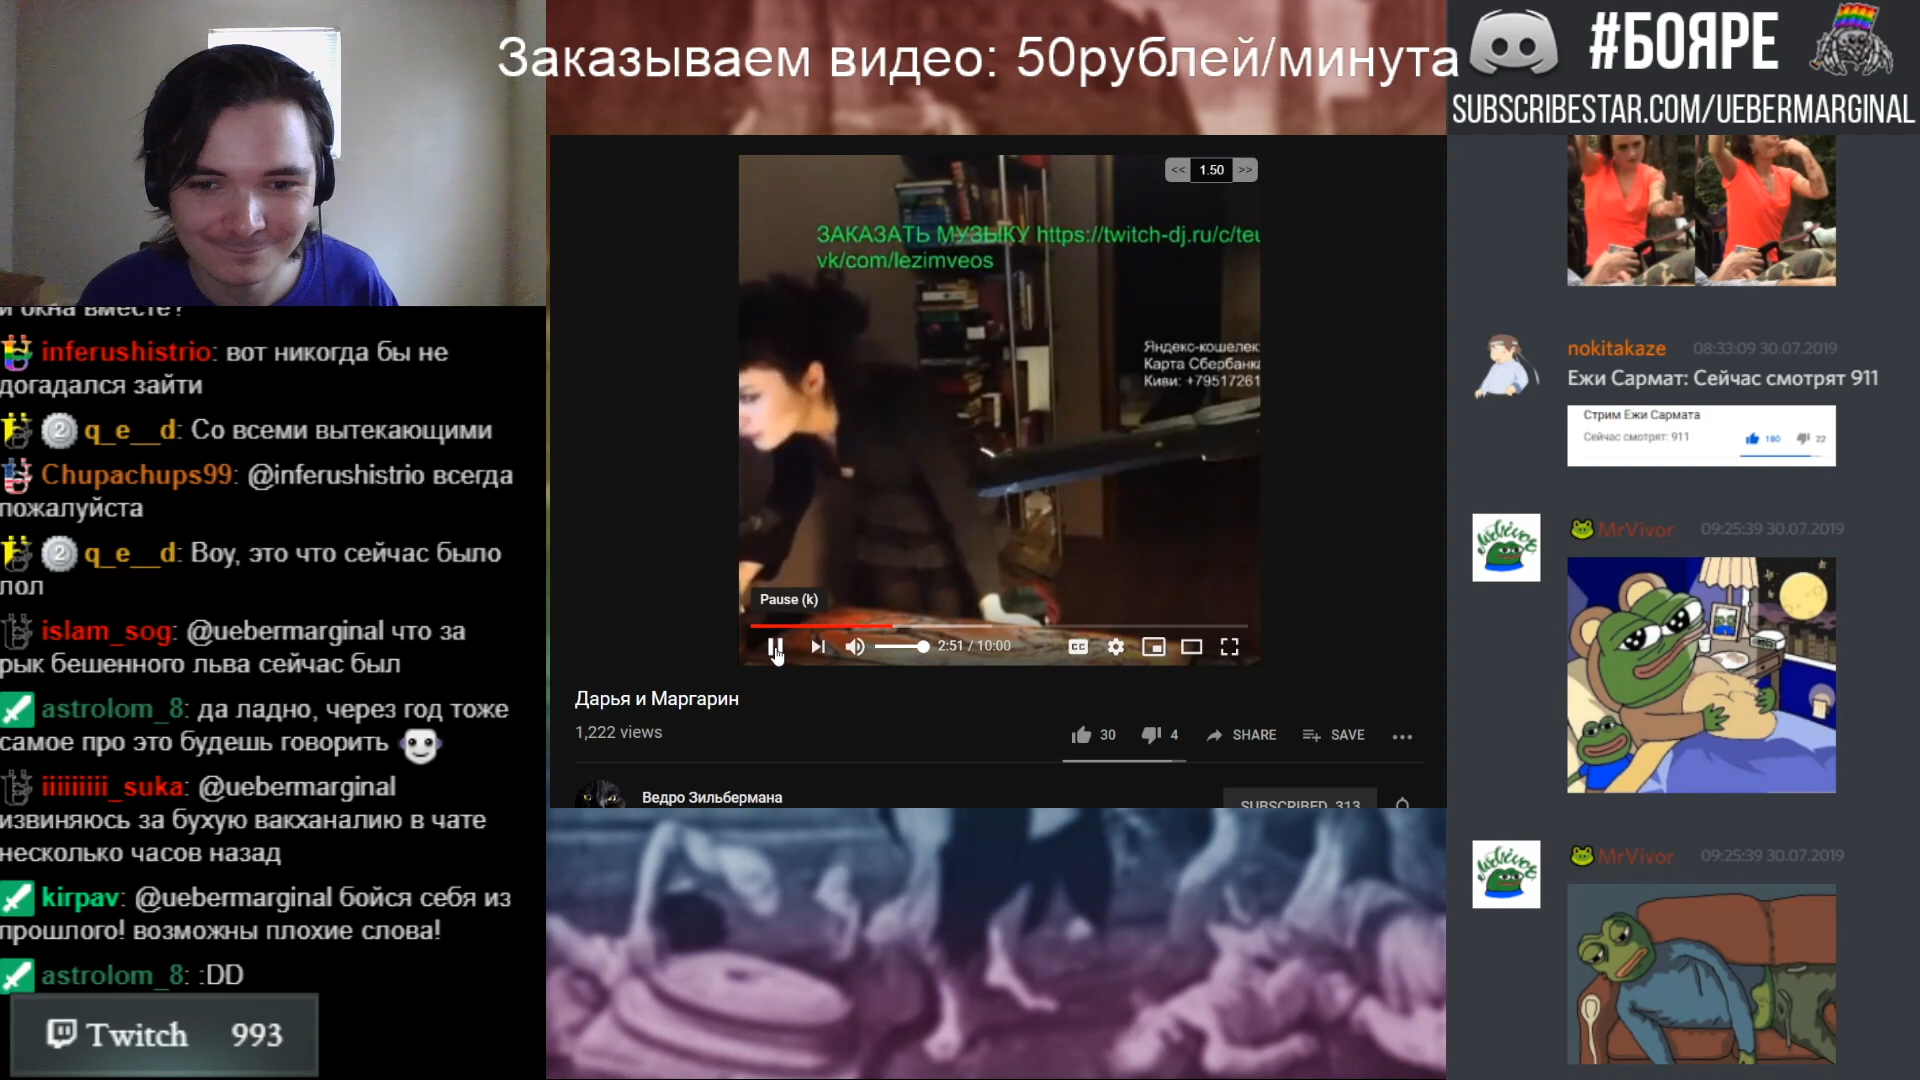 Заказываем видео: 50рублей/минута
#БОЯРЕ
SUBSCRIBESTAR.COM/UEBERMARGINAL
и окна вместе?
inferushistrio: вот никогда бы не
догадался зайти
2 q_e__d: Со всеми вытекающими
Chupachups99: @inferushistrio всегда
пожалуйста
2 q_e__d: Воу, это что сейчас было
лол
islam_sog: @uebermarginal что за
рык бешенного льва сейчас был
astrolom_8: да ладно, через год тоже
самое про это будешь говорить
iiiiiiiii_suka: @uebermarginal
извиняюсь за бухую вакханалию в чате
несколько часов назад
kirpav: @uebermarginal бойся себя из
прошлого! возможны плохие слова!
astrolom_8: :DD
Twitch 993
<< 1.50 >>
ЗАКАЗАТЬ МУЗЫКУ https://twitch-dj.ru/c/teu
vk/com/lezimveos
Яндекс-кошелек
Карта Сбербанка
Киви: +79517261
Pause (k)
2:51 / 10:00
CC
Дарья и Маргарин
1,222 views
30
4
SHARE
SAVE
Ведро Зильбермана
SUBSCRIBED 313
nokitakaze 08:33:09 30.07.2019
Ежи Сармат: Сейчас смотрят 911
Стрим Ежи Сармата
Сейчас смотрят: 911
180
22
MrVivor 09:25:39 30.07.2019
MrVivor 09:25:39 30.07.2019